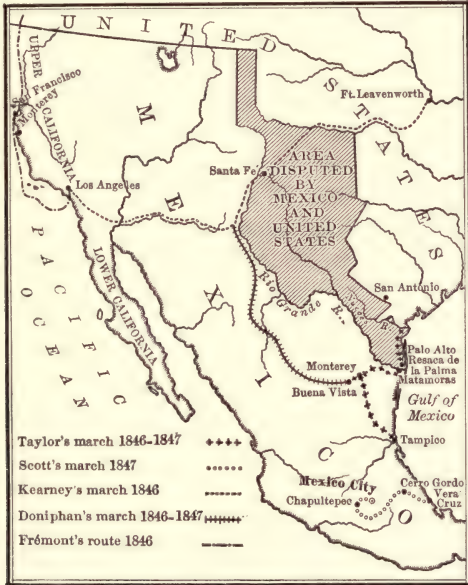 UNITED STATES
UPPER CALIFORNIA
San Francisco
Monterey
MEXICO
Ft. Leavenworth
Santa Fe
AREA
DISPUTED
BY
MEXICO
AND
UNITED
STATES
Los Angeles
PACIFIC
OCEAN
LOWER CALIFORNIA
Rio Grande R.
Nueces R.
San Antonio
Palo Alto
Resaca de
la Palma
Matamoras
Monterey
Buena Vista
Gulf of
Mexico
Tampico
Taylor's march 1846-1847
Scott's march 1847
Kearney's march 1846
Doniphan's march 1846-1847
Frémont's route 1846
Mexico City
Chapultepec
Cerro Gordo
Vera
Cruz